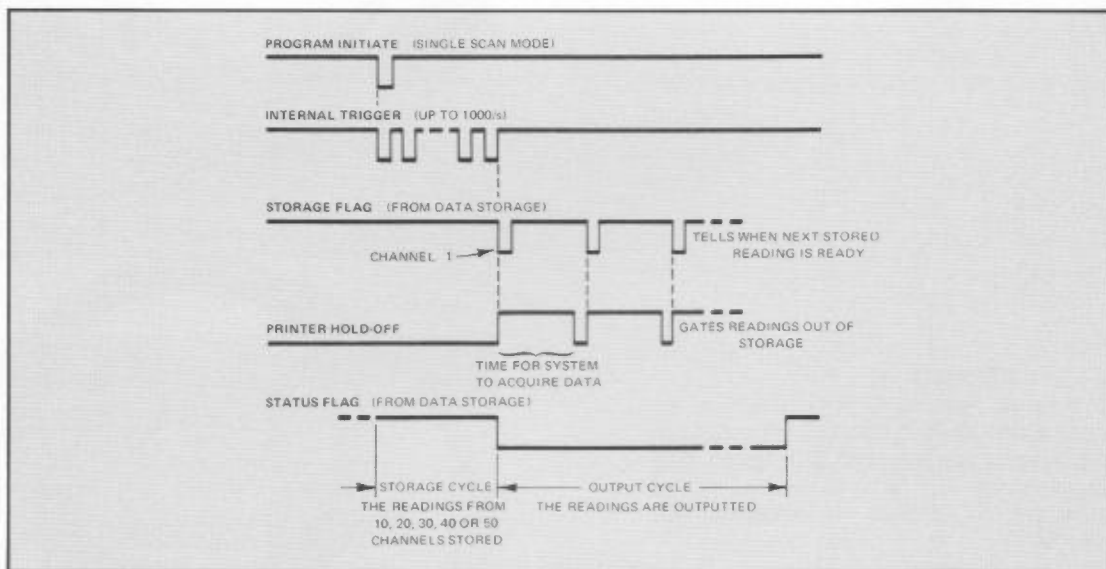 PROGRAM INITIATE (SINGLE SCAN MODE)
INTERNAL TRIGGER (UP TO 1000/s)
STORAGE FLAG (FROM DATA STORAGE)
CHANNEL 1
TELLS WHEN NEXT STORED
READING IS READY
PRINTER HOLD-OFF
GATES READINGS OUT OF
STORAGE
TIME FOR SYSTEM
TO ACQUIRE DATA
STATUS FLAG (FROM DATA STORAGE)
STORAGE CYCLE
THE READINGS FROM
10, 20, 30, 40 OR 50
CHANNELS STORED
OUTPUT CYCLE
THE READINGS ARE OUTPUTTED